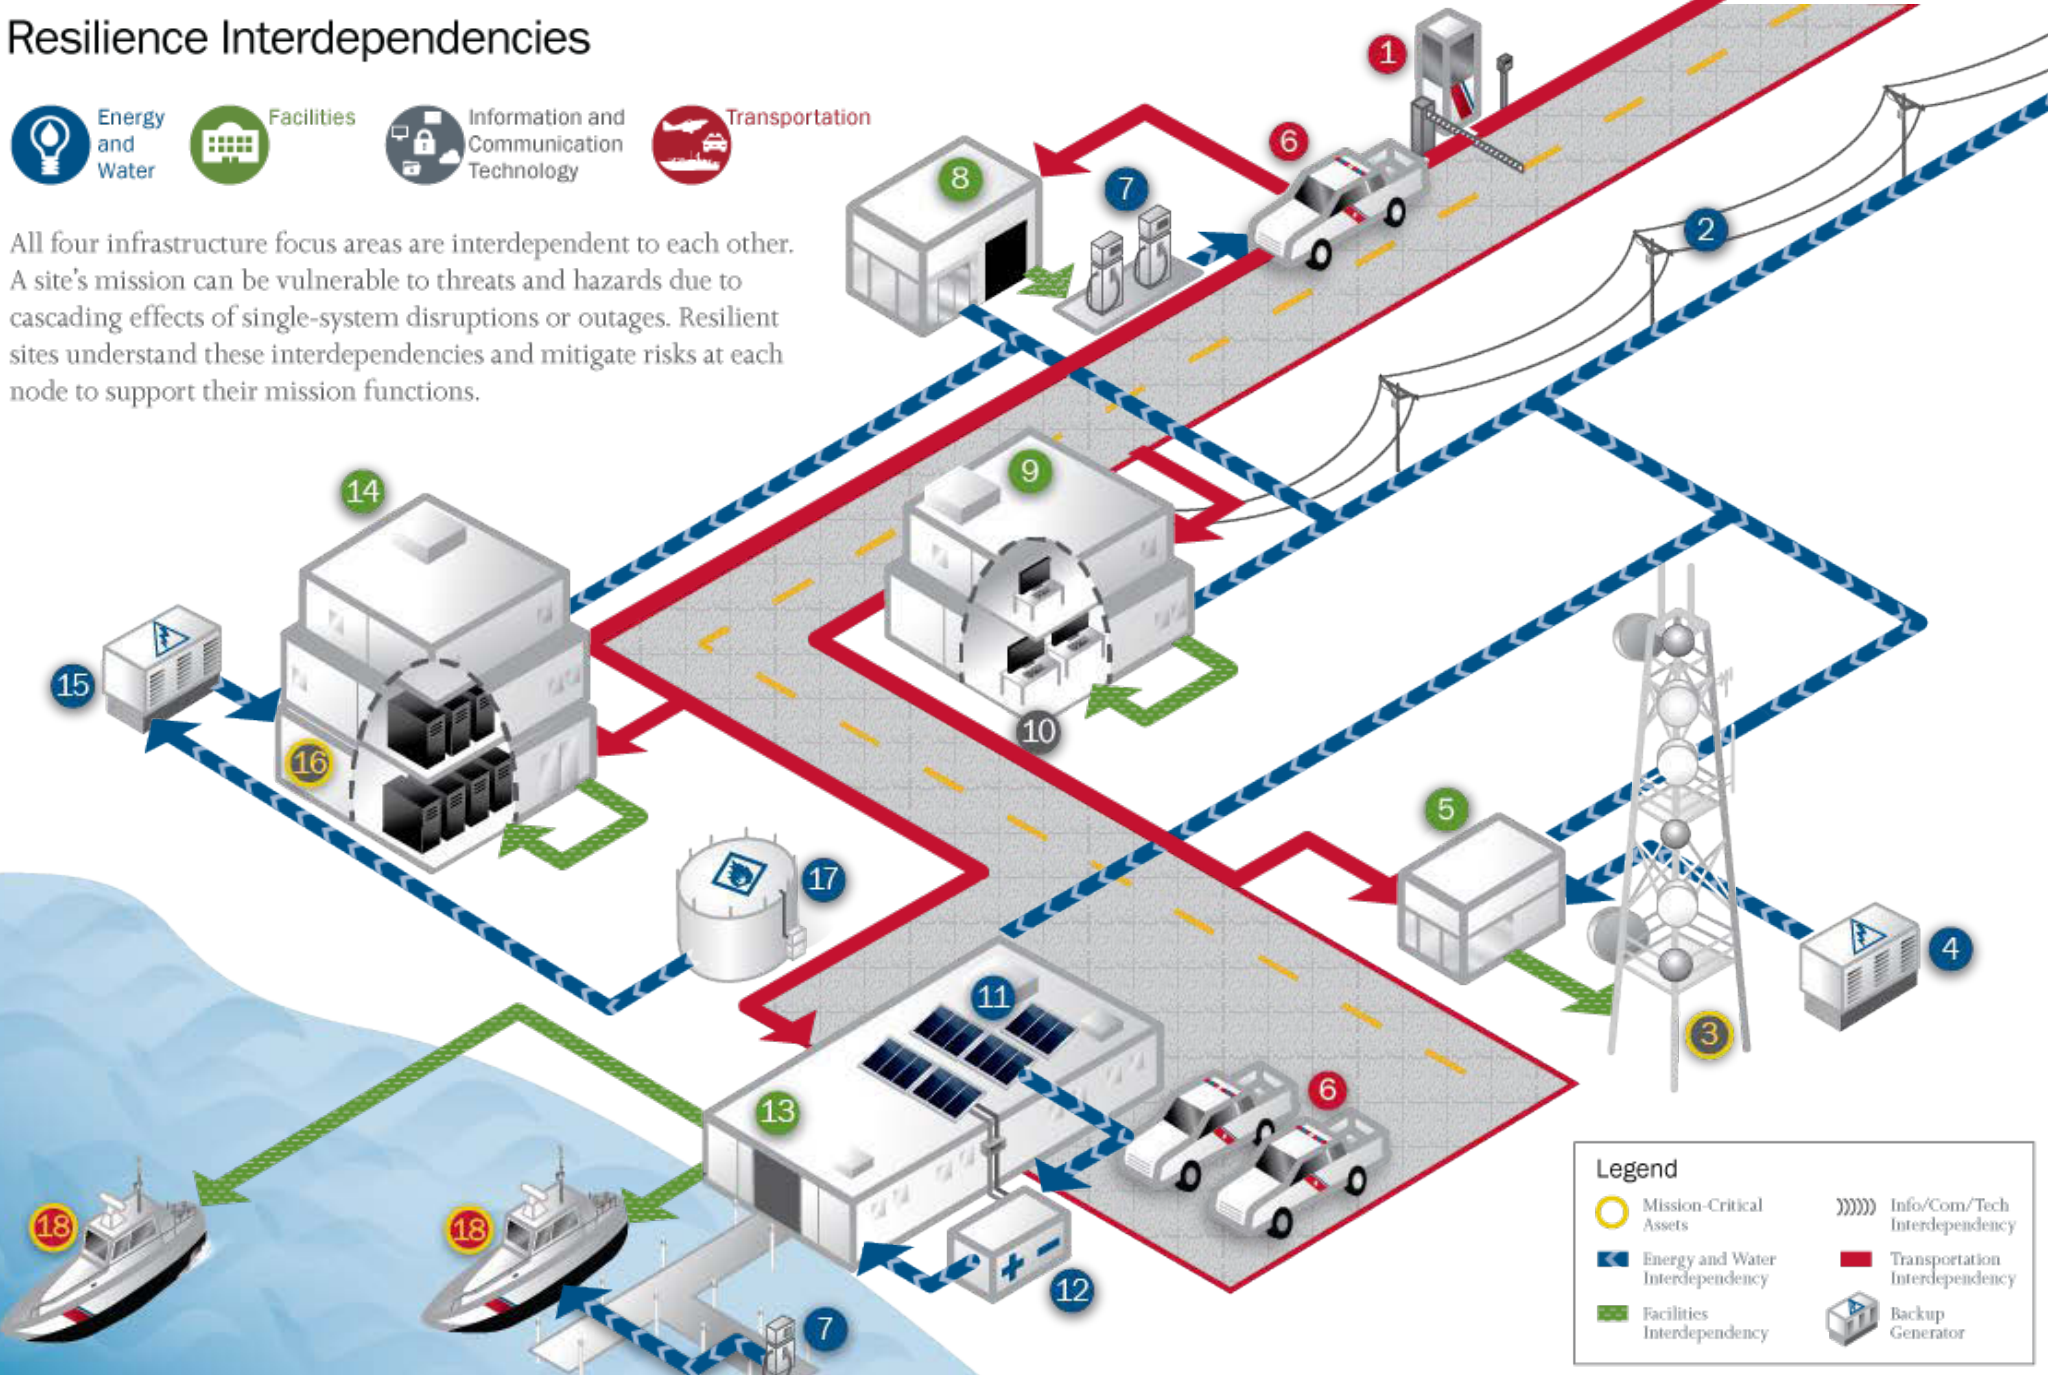 Resilience Interdependencies
Energy
and
Water
Facilities
Information and
Communication
Technology
Transportation
All four infrastructure focus areas are interdependent to each other.
A site's mission can be vulnerable to threats and hazards due to
cascading effects of single-system disruptions or outages. Resilient
sites understand these interdependencies and mitigate risks at each
node to support their mission functions.
1
6
8
7
2
9
14
15
10
16
5
17
4
11
3
13
6
18
18
12
7
Legend
Mission-Critical
Assets
Info/Com/Tech
Interdependency
Energy and Water
Interdependency
Transportation
Interdependency
Facilities
Interdependency
Backup
Generator